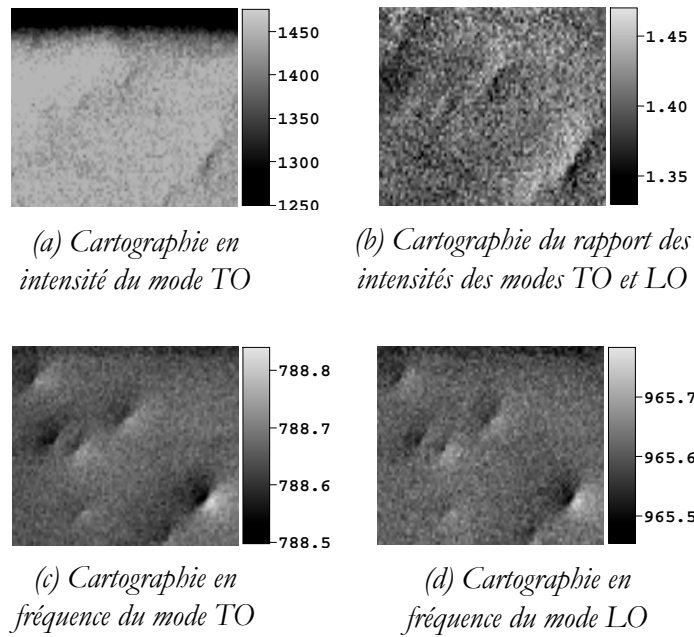 1450
1400
1350
1300
1250
1.45
1.40
1.35
(a) Cartographie en
intensité du mode TO
(b) Cartographie du rapport des
intensités des modes TO et LO
788.8
788.7
788.6
788.5
965.7
965.6
965.5
(c) Cartographie en
fréquence du mode TO
(d) Cartographie en
fréquence du mode LO